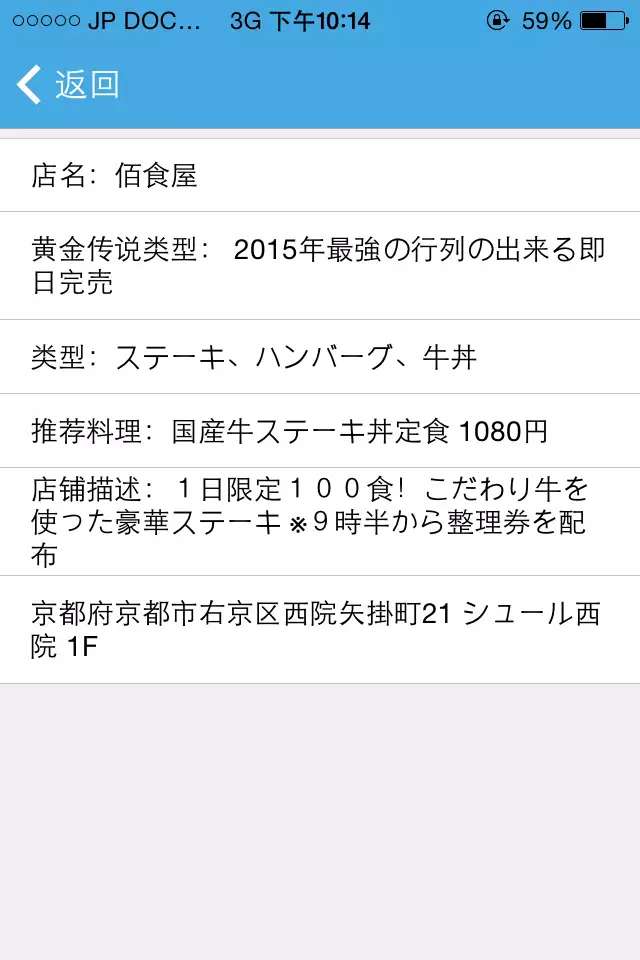 ○○○○○ JP DOC... 3G 下午10:14 59%
返回
店名：佰食屋
黄金传说类型： 2015年最強の行列の出来る即
日完売
类型：ステーキ、ハンバーグ、牛丼
推荐料理：国産牛ステーキ丼定食 1080円
店铺描述：１日限定１００食！こだわり牛を
使った豪華ステーキ ※９時半から整理券を配
布
京都府京都市右京区西院矢掛町21 シュール西
院 1F